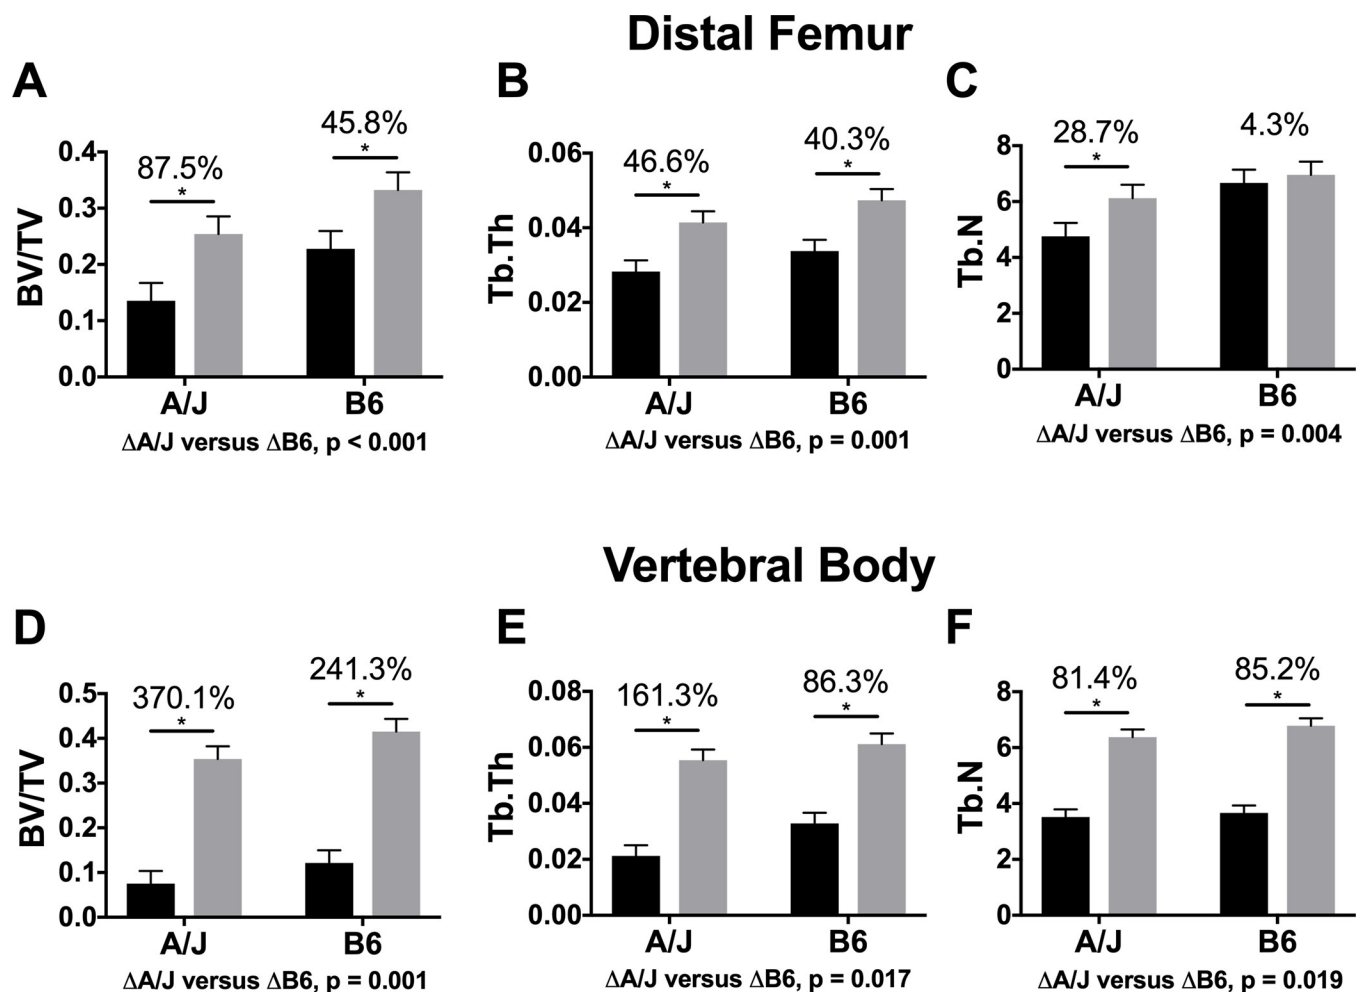 Distal Femur
A
BV/TV
0.4
0.3
0.2
0.1
0.0
87.5%
*
45.8%
*
A/J
B6
ΔA/J versus ΔB6, p < 0.001
B
Tb.Th
0.06
0.04
0.02
0.00
46.6%
*
40.3%
*
A/J
B6
ΔA/J versus ΔB6, p = 0.001
C
Tb.N
8
6
4
2
0
28.7%
*
4.3%
A/J
B6
ΔA/J versus ΔB6, p = 0.004
Vertebral Body
D
BV/TV
0.5
0.4
0.3
0.2
0.1
0.0
370.1%
*
241.3%
*
A/J
B6
ΔA/J versus ΔB6, p = 0.001
E
Tb.Th
0.08
0.06
0.04
0.02
0.00
161.3%
*
86.3%
*
A/J
B6
ΔA/J versus ΔB6, p = 0.017
F
Tb.N
8
6
4
2
0
81.4%
*
85.2%
*
A/J
B6
ΔA/J versus ΔB6, p = 0.019